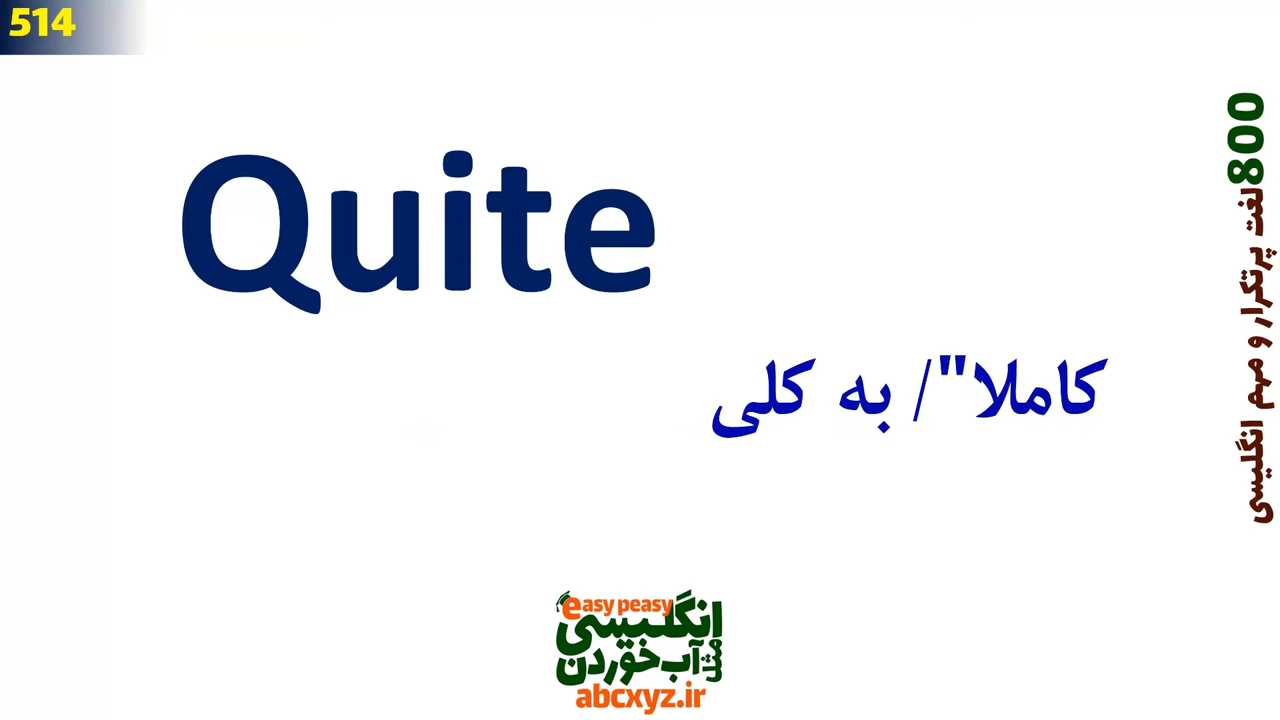 514
Quite
کاملا"/ به کلی
800 لغت پرتکرار و مهم انگلیسی
easy peasy
انگلیسی
مثل آب خوردن
abcxyz.ir